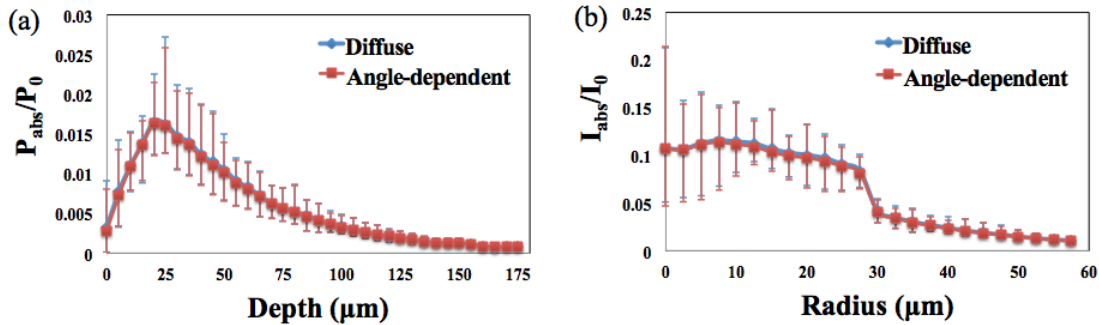 (a)
0.03
0.025
0.02
0.015
0.01
0.005
0
Pabs/P0
Diffuse
Angle-dependent
0 25 50 75 100 125 150 175
Depth (µm)
(b)
0.25
0.2
0.15
0.1
0.05
0
Iabs/I0
Diffuse
Angle-dependent
0 10 20 30 40 50 60
Radius (µm)